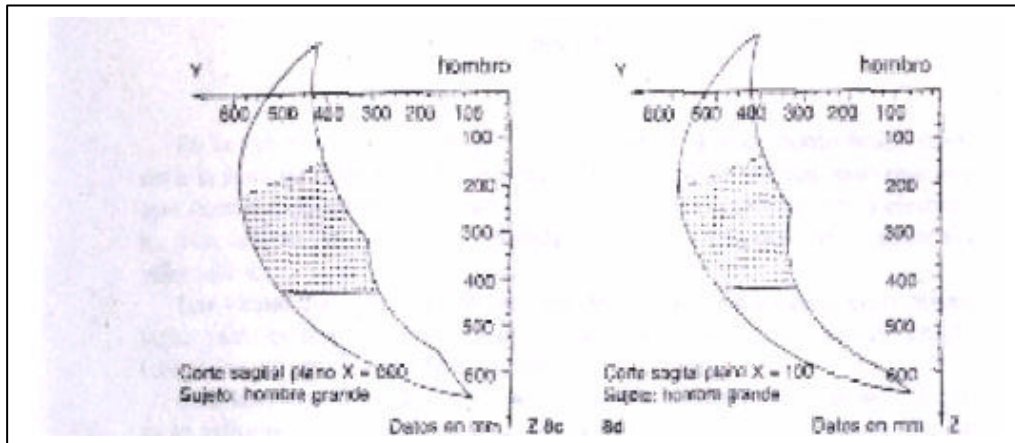 Y hombro
600 500 400 300 200 100
100
200
300
400
500
600
Corte sagital plano X =
Sujeto: hombre grande
Datos en mm Z 8c
Y hombro
600 500 400 300 200 100
100
200
300
400
500
600
Corte sagital plano X = 100
Sujeto: hombre grande
8d Datos en mm Z